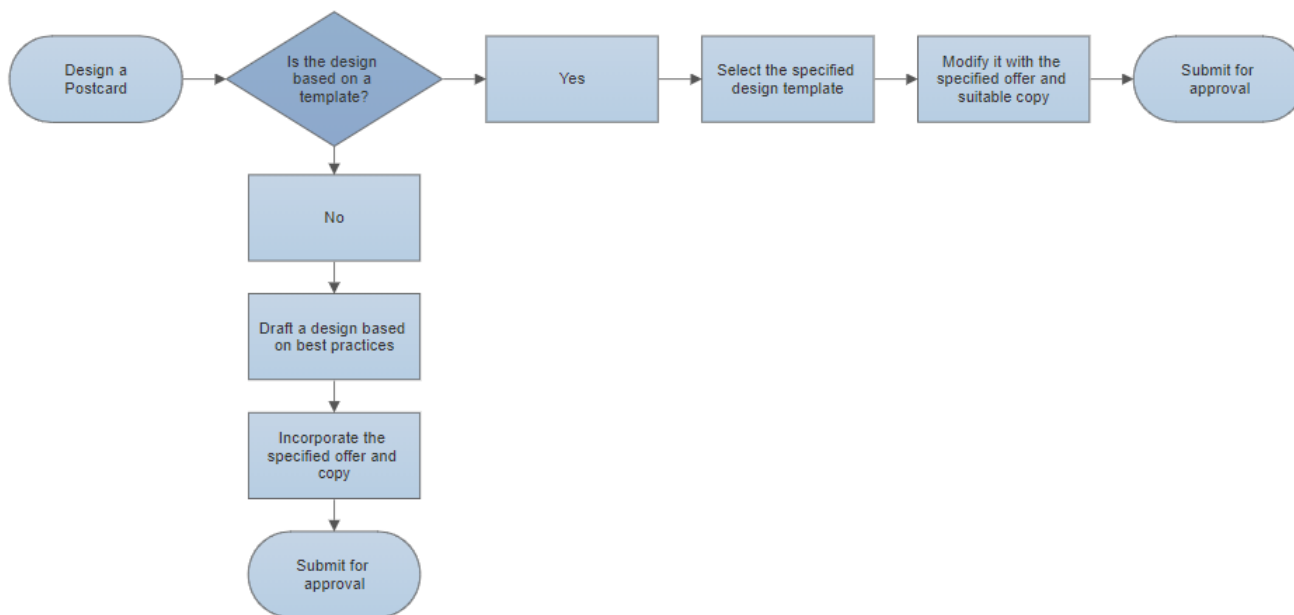 Design a
Postcard
Is the design
based on a
template?
Yes
Select the specified
design template
Modify it with the
specified offer and
suitable copy
Submit for
approval
No
Draft a design based
on best practices
Incorporate the
specified offer and
copy
Submit for
approval